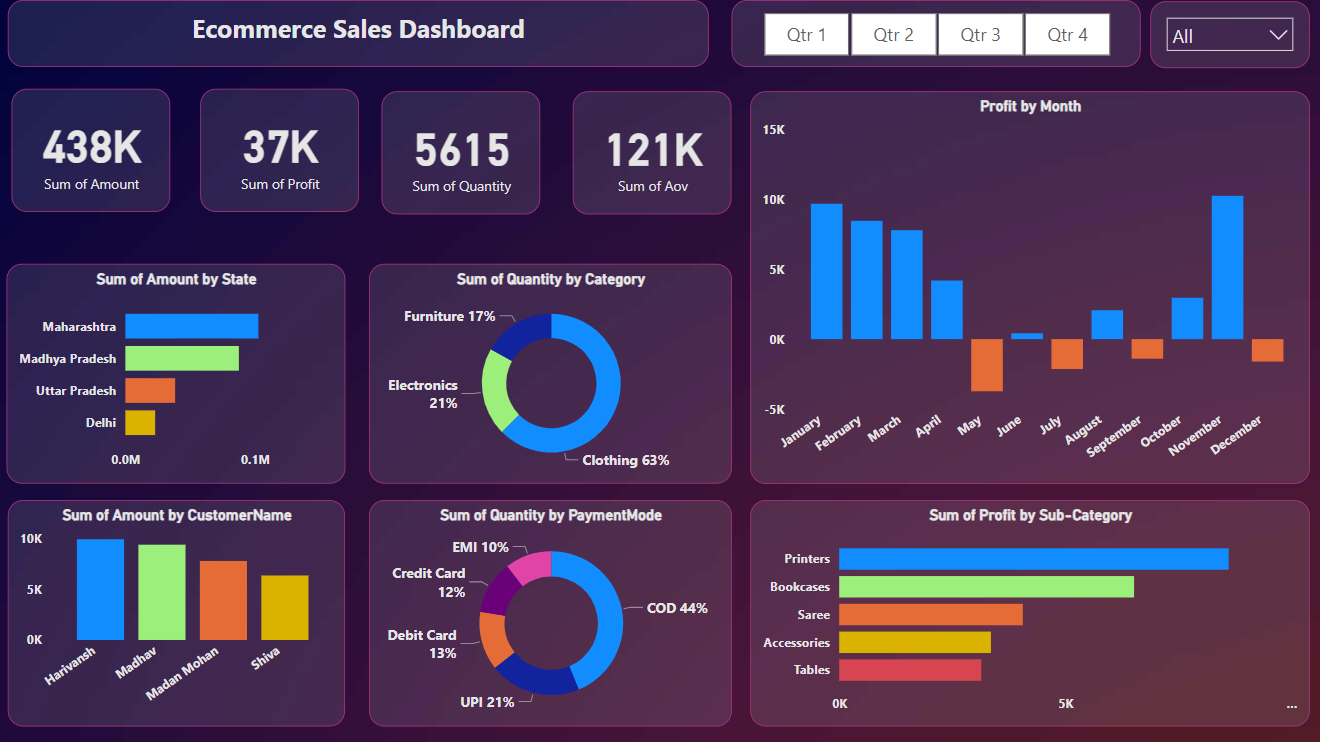 Ecommerce Sales Dashboard
Qtr 1
Qtr 2
Qtr 3
Qtr 4
All
438K
Sum of Amount
37K
Sum of Profit
5615
Sum of Quantity
121K
Sum of Aov
Profit by Month
15K
10K
5K
0K
-5K
January
February
March
April
May
June
July
August
September
October
November
December
Sum of Amount by State
Maharashtra
Madhya Pradesh
Uttar Pradesh
Delhi
0.0M
0.1M
Sum of Quantity by Category
Furniture 17%
Electronics
21%
Clothing 63%
Sum of Amount by CustomerName
10K
5K
0K
Harivansh
Madhav
Madan Mohan
Shiva
Sum of Quantity by PaymentMode
EMI 10%
Credit Card
12%
COD 44%
Debit Card
13%
UPI 21%
Sum of Profit by Sub-Category
Printers
Bookcases
Saree
Accessories
Tables
0K
5K
...